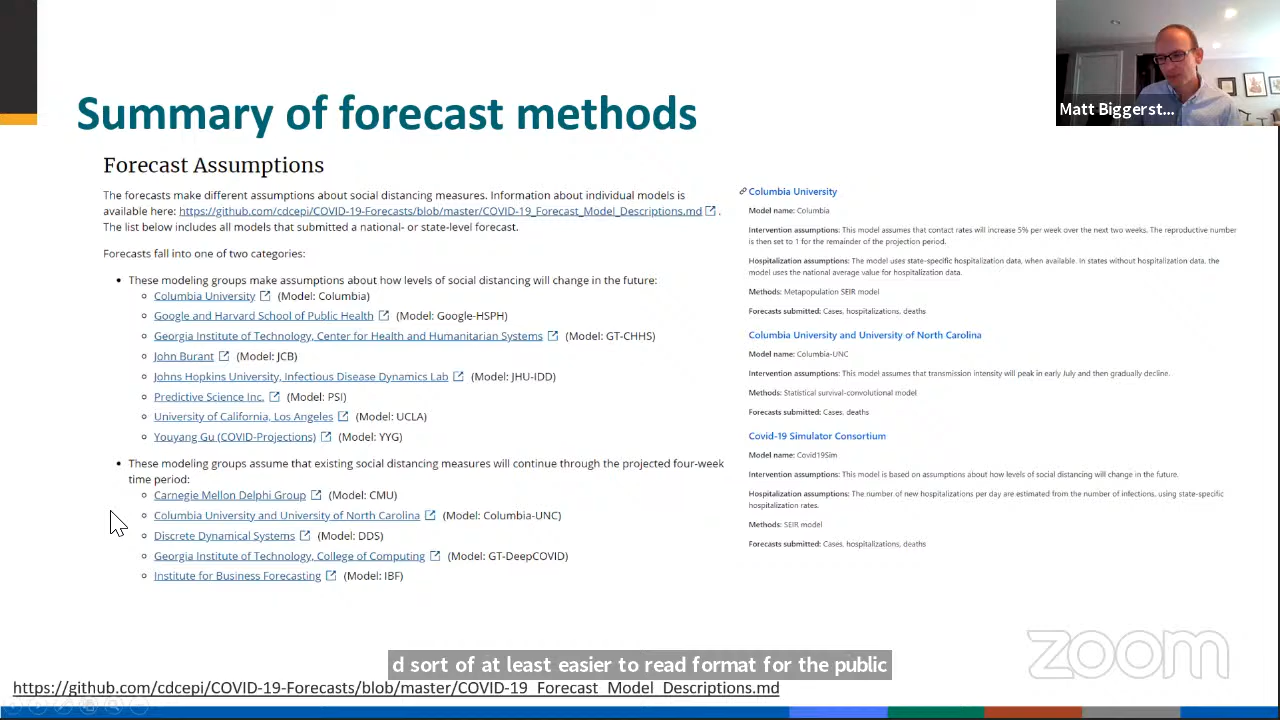 Summary of forecast methods
Forecast Assumptions
The forecasts make different assumptions about social distancing measures. Information about individual models is
available here: https://github.com/cdcepi/COVID-19-Forecasts/blob/master/COVID-19_Forecast_Model_Descriptions.md .
The list below includes all models that submitted a national- or state-level forecast.
Forecasts fall into one of two categories:
• These modeling groups make assumptions about how levels of social distancing will change in the future:
Columbia University (Model: Columbia)
Google and Harvard School of Public Health (Model: Google-HSPH)
Georgia Institute of Technology, Center for Health and Humanitarian Systems (Model: GT-CHHS)
John Burant (Model: JCB)
Johns Hopkins University, Infectious Disease Dynamics Lab (Model: JHU-IDD)
Predictive Science Inc. (Model: PSI)
University of California, Los Angeles (Model: UCLA)
Youyang Gu (COVID-Projections) (Model: YYG)
• These modeling groups assume that existing social distancing measures will continue through the projected four-week
time period:
Carnegie Mellon Delphi Group (Model: CMU)
Columbia University and University of North Carolina (Model: Columbia-UNC)
Discrete Dynamical Systems (Model: DDS)
Georgia Institute of Technology, College of Computing (Model: GT-DeepCOVID)
Institute for Business Forecasting (Model: IBF)
Columbia University
Model name: Columbia
Intervention assumptions: This model assumes that contact rates will increase 5% per week over the next two weeks. The reproductive number
is then set to 1 for the remainder of the projection period.
Hospitalization assumptions: The model uses state-specific hospitalization data, when available. In states without hospitalization data, the
model uses the national average value for hospitalization data.
Methods: Metapopulation SEIR model
Forecasts submitted: Cases, hospitalizations, deaths
Columbia University and University of North Carolina
Model name: Columbia-UNC
Intervention assumptions: This model assumes that transmission intensity will peak in early July and then gradually decline.
Methods: Statistical survival-convolutional model
Forecasts submitted: Cases, deaths
Covid-19 Simulator Consortium
Model name: Covid19Sim
Intervention assumptions: This model is based on assumptions about how levels of social distancing will change in the future.
Hospitalization assumptions: The number of new hospitalizations per day are estimated from the number of infections, using state-specific
hospitalization rates.
Methods: SEIR model
Forecasts submitted: Cases, hospitalizations, deaths
Matt Biggerst...
zoom
d sort of at least easier to read format for the public
https://github.com/cdcepi/COVID-19-Forecasts/blob/master/COVID-19_Forecast_Model_Descriptions.md